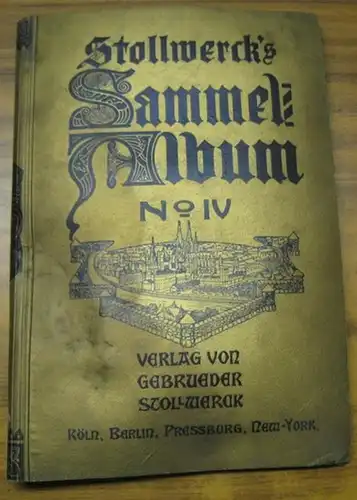 Stollwerck's
Sammel=
Album
No IV
VERLAG VON
GEBRUEDER
STOLLWERCK
KÖLN, BERLIN, PRESSBURG, NEW-YORK.